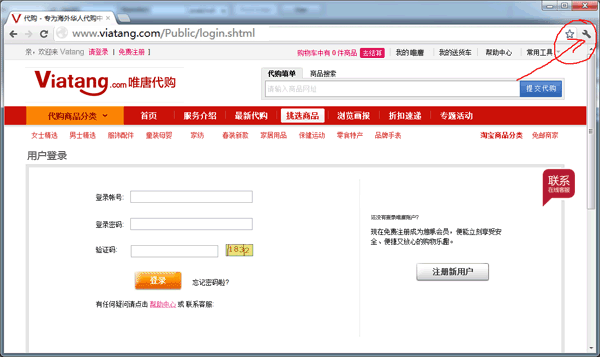 代购 - 专为海外华人代购中
www.viatang.com/Public/login.shtml
亲, 欢迎来 Viatang 请登录 | 免费注册 |
购物车中有 0 件商品 去结算 我的唯唐 我的送货车 帮助中心 常用工具
Viatang.com 唯唐代购
代购填单 商品搜索
请输入商品网址 提交代购
代购商品分类 首页 服务介绍 最新代购 挑选商品 浏览画报 折扣速递 专题活动
女士精选 男士精选 服饰配件 童装母婴 家纺 春装新款 家居用品 保健运动 零食特产 品牌手表 淘宝商品分类 免邮商家
用户登录
联系
在线客服
登录帐号:
还没有注册唯唐账户?
登录密码:
现在免费注册成为唯唐会员, 便能立刻享受安
全、便捷又放心的购物乐趣。
验证码: 1832
登录 忘记密码啦?
注册新用户
有任何疑问请点击 帮助中心 或 联系客服.